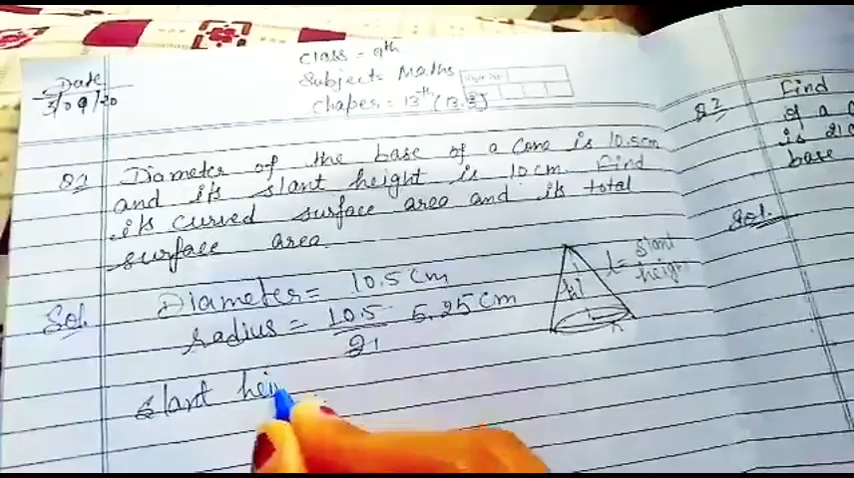 Class = 9th
Subject = Maths
Chapes = 13th (13.3)
Date
3/09/20
Q1 Diameter of the base of a Cone is 10.5cm
and its slant height is 10cm. Find
its curved surface area and its total
surface area.
Sol. Diameter = 10.5 cm
radius = 10.5 5.25 cm
21
slant hei
h
r
l = slant
height
Q2 Find
of a
is 21
base
Sol.